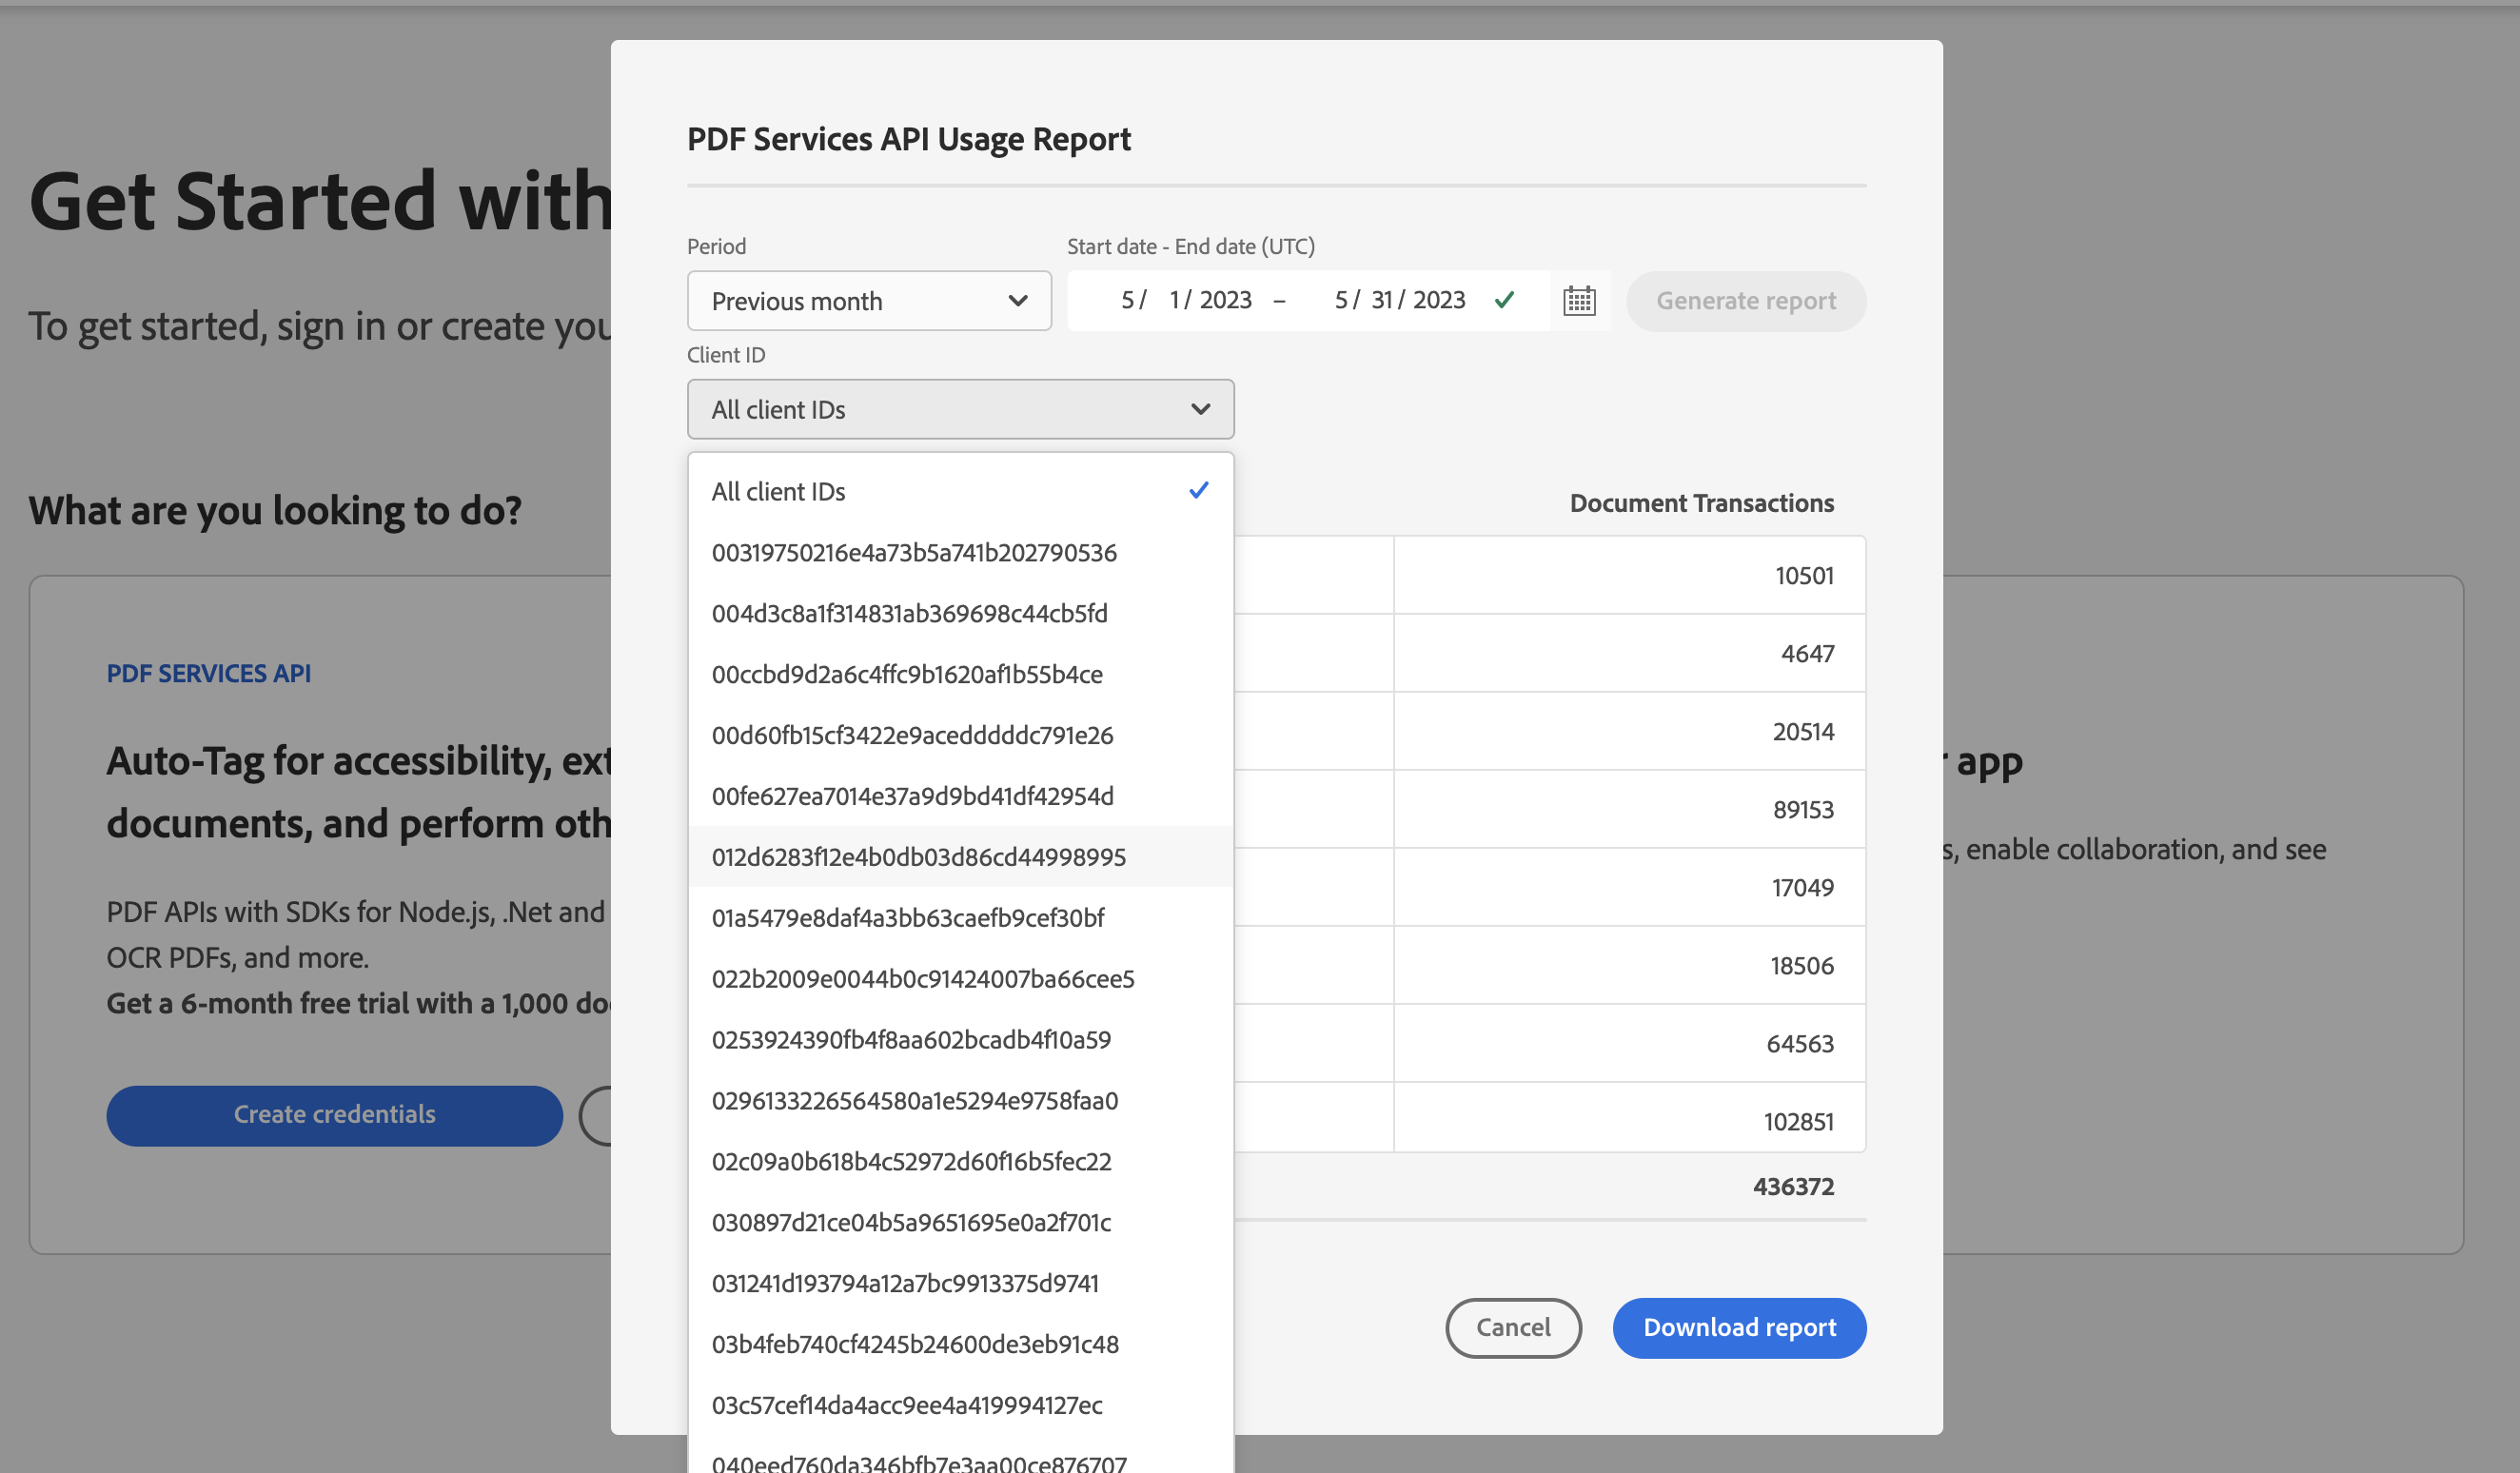 Get Started with
To get started, sign in or create you
What are you looking to do?
PDF SERVICES API
Auto-Tag for accessibility, ext
documents, and perform oth
PDF APIs with SDKs for Node.js, .Net and
OCR PDFs, and more.
Get a 6-month free trial with a 1,000 do
Create credentials
PDF Services API Usage Report
Period
Start date - End date (UTC)
Previous month
5/ 1/ 2023 – 5/ 31/ 2023
Generate report
Client ID
All client IDs
All client IDs
00319750216e4a73b5a741b202790536
004d3c8a1f314831ab369698c44cb5fd
00ccbd9d2a6c4ffc9b1620af1b55b4ce
00d60fb15cf3422e9acedddddc791e26
00fe627ea7014e37a9d9bd41df42954d
012d6283f12e4b0db03d86cd44998995
01a5479e8daf4a3bb63caefb9cef30bf
022b2009e0044b0c91424007ba66cee5
0253924390fb4f8aa602bcadb4f10a59
0296133226564580a1e5294e9758faa0
02c09a0b618b4c52972d60f16b5fec22
030897d21ce04b5a9651695e0a2f701c
031241d193794a12a7bc9913375d9741
03b4feb740cf4245b24600de3eb91c48
03c57cef14da4acc9ee4a419994127ec
040eed760da346bfb7e3aa00ce876707
Document Transactions
10501
4647
20514
89153
17049
18506
64563
102851
436372
Cancel
Download report
r app
s, enable collaboration, and see